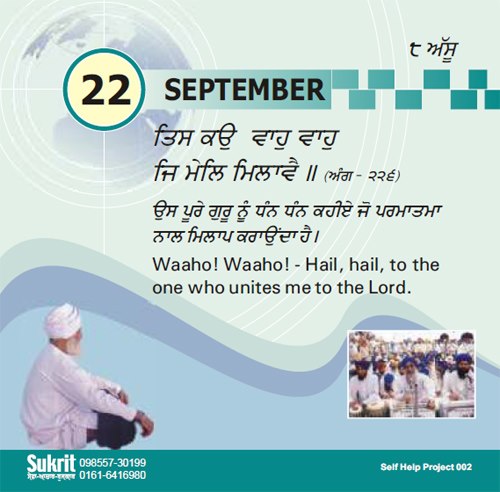 ੮ ਅੱਸੂ
22 SEPTEMBER
ਤਿਸ ਕਉ ਵਾਹੁ ਵਾਹੁ
ਜਿ ਮੇਲਿ ਮਿਲਾਵੈ ॥ (ਅੰਗ - ੨੨੬)
ਉਸ ਪੂਰੇ ਗੁਰੂ ਨੂੰ ਧੰਨ ਧੰਨ ਕਹੀਏ ਜੋ ਪਰਮਾਤਮਾ
ਨਾਲ ਮਿਲਾਪ ਕਰਾਉਂਦਾ ਹੈ।
Waaho! Waaho! - Hail, hail, to the
one who unites me to the Lord.
Sukrit 098557-30199
0161-6416980
Self Help Project 002